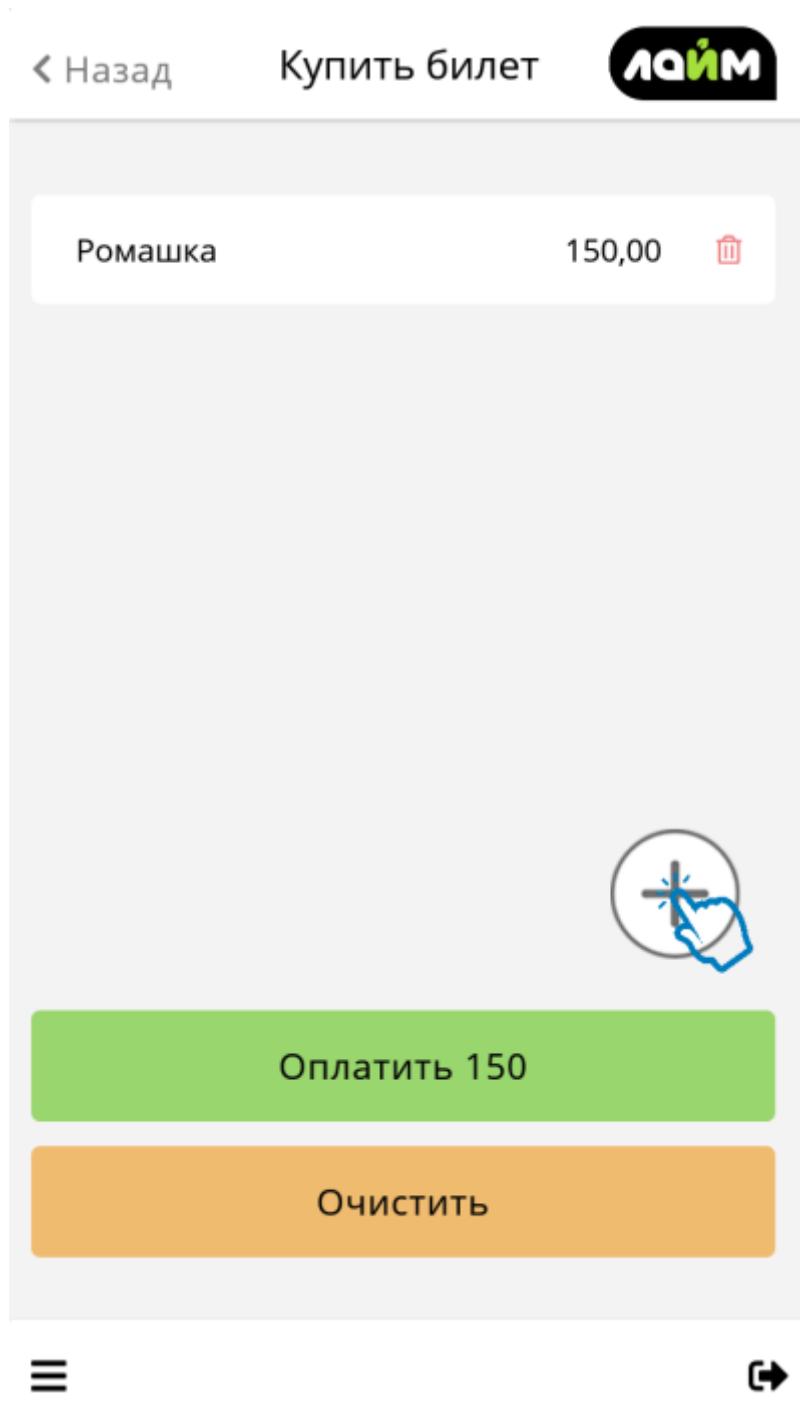 Назад
Купить билет
лайм
Ромашка 150,00
Оплатить 150
Очистить